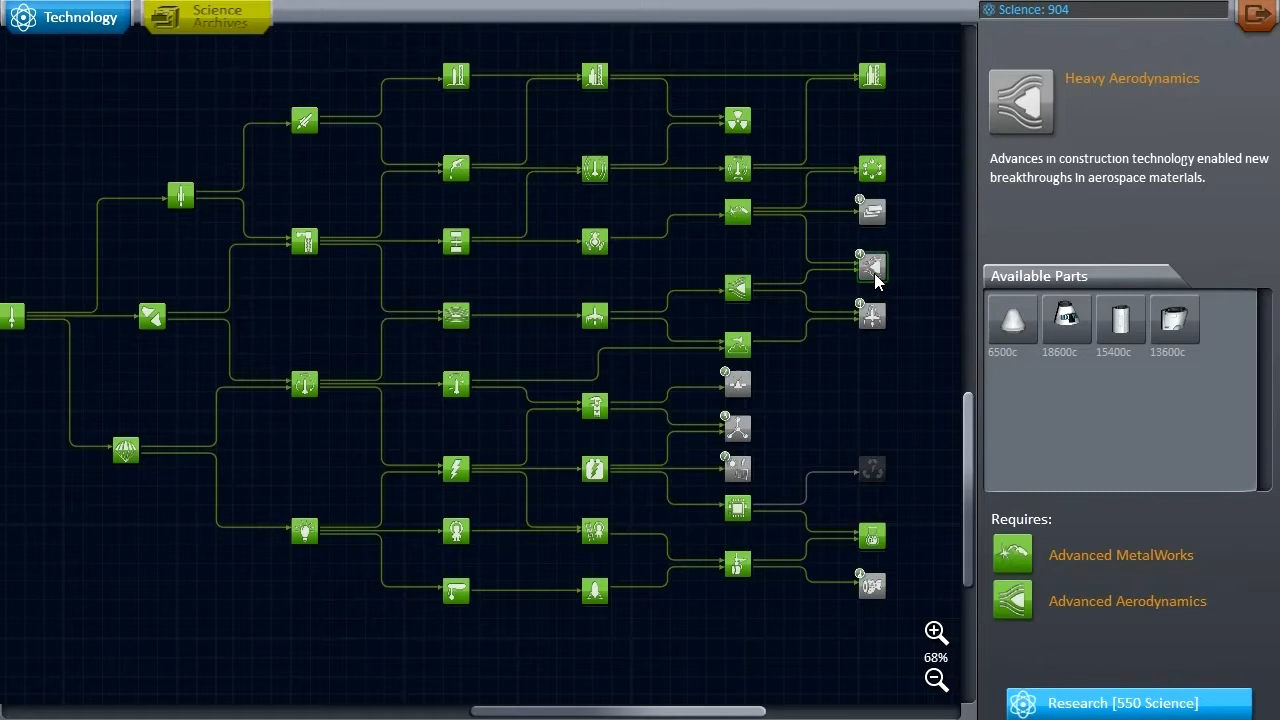 Technology
Science
Archives
Science: 904
Heavy Aerodynamics
Advances in construction technology enabled new
breakthroughs in aerospace materials.
Available Parts
6500c 18600c 15400c 13600c
Requires:
Advanced MetalWorks
Advanced Aerodynamics
68%
Research [550 Science]